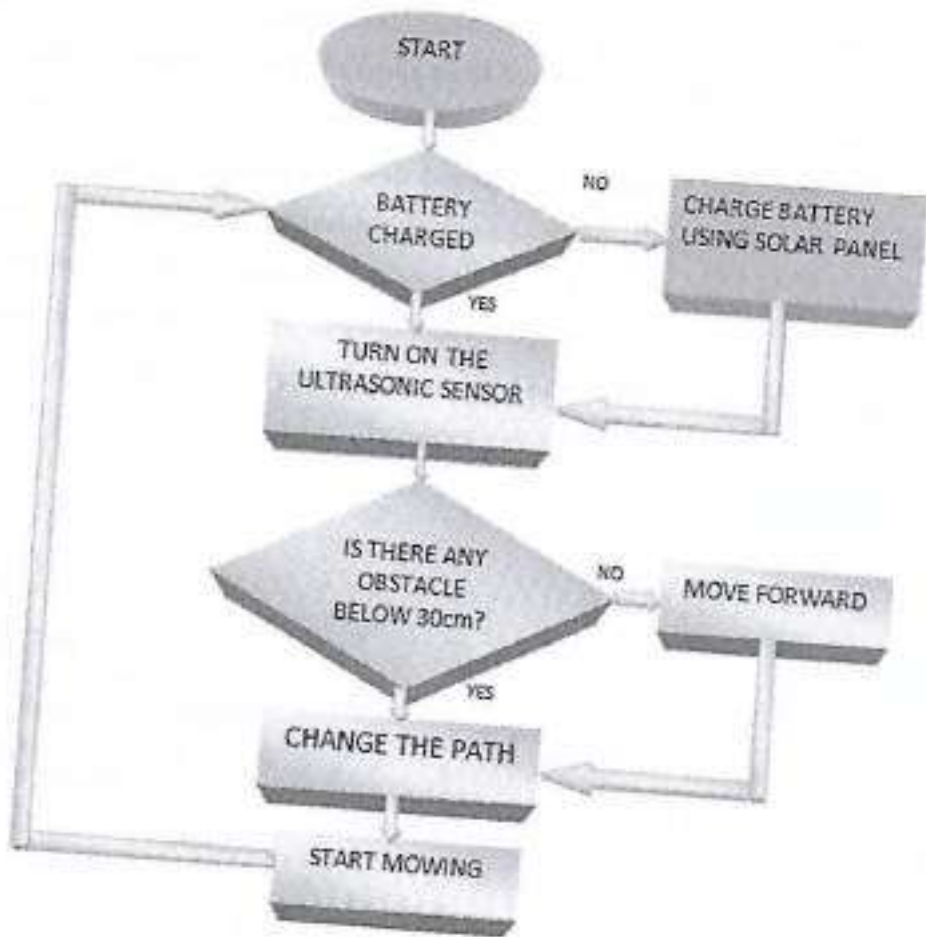 START
BATTERY
CHARGED
NO
CHARGE BATTERY
USING SOLAR PANEL
YES
TURN ON THE
ULTRASONIC SENSOR
IS THERE ANY
OBSTACLE
BELOW 30cm?
NO
MOVE FORWARD
YES
CHANGE THE PATH
START MOWING